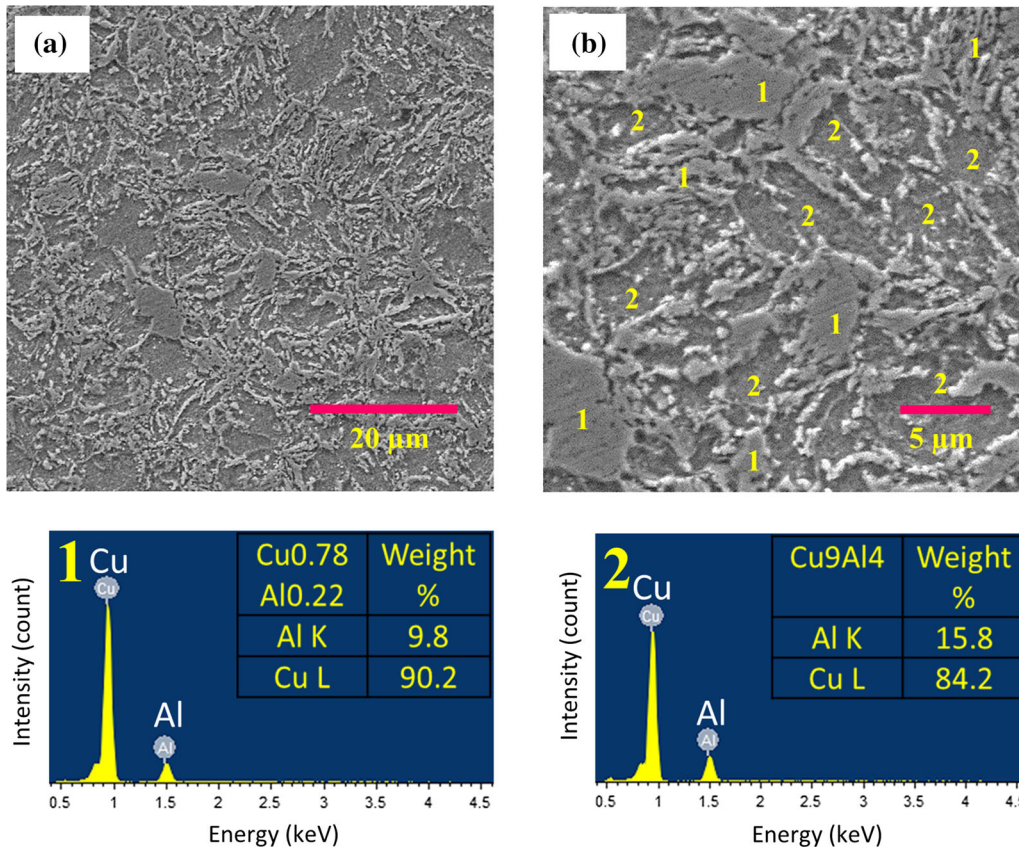 (a)
20 µm
(b)
1
1
2
2
2
1
2
2
2
1
2
2
1
1
5 µm
1
Cu
Cu
Al
Al
Cu0.78 Weight
Al0.22 %
Al K 9.8
Cu L 90.2
Intensity (count)
0.5 1 1.5 2 2.5 3 3.5 4 4.5
Energy (keV)
2
Cu
Cu
Al
Al
Cu9Al4 Weight
%
Al K 15.8
Cu L 84.2
Intensity (count)
0.5 1 1.5 2 2.5 3 3.5 4 4.5
Energy (keV)